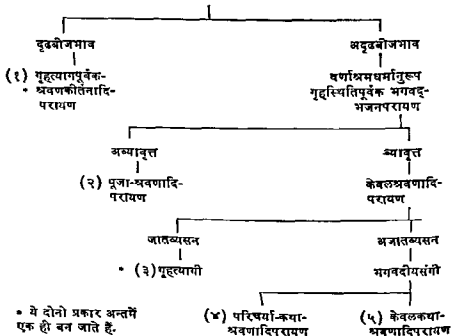 दृढबीजभाव
अदृढबीजभाव
(१) गृहत्यागपूर्वक-
* श्रवणकीर्तनादि-
परायण
वर्णाश्रमधर्मानुरूप
गृहस्थितिपूर्वक भगवद्-
भजनपरायण
अव्यावृत्त
व्यावृत्त
(२) पूजा-श्रवणादि-
परायण
केवलश्रवणादि-
परायण
जातव्यसन
अजातव्यसन
* (३) गृहत्यागी
भगवदीयसंगी
* ये दोनो प्रकार अन्तमें
एक ही बन जाते हैं.
(४) परिचर्या-कथा-
श्रवणादिपरायण
(५) केवलकथा-
श्रवणादिपरायण